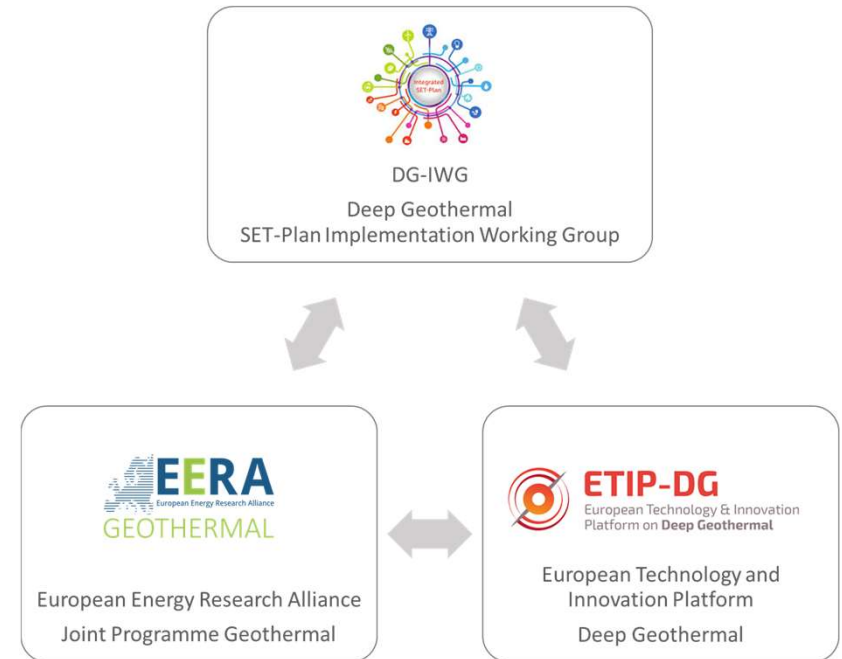 Integrated
SET-Plan
DG-IWG
Deep Geothermal
SET-Plan Implementation Working Group
EERA
European Energy Research Alliance
GEOTHERMAL
European Energy Research Alliance
Joint Programme Geothermal
ETIP-DG
European Technology & Innovation
Platform on Deep Geothermal
European Technology and
Innovation Platform
Deep Geothermal